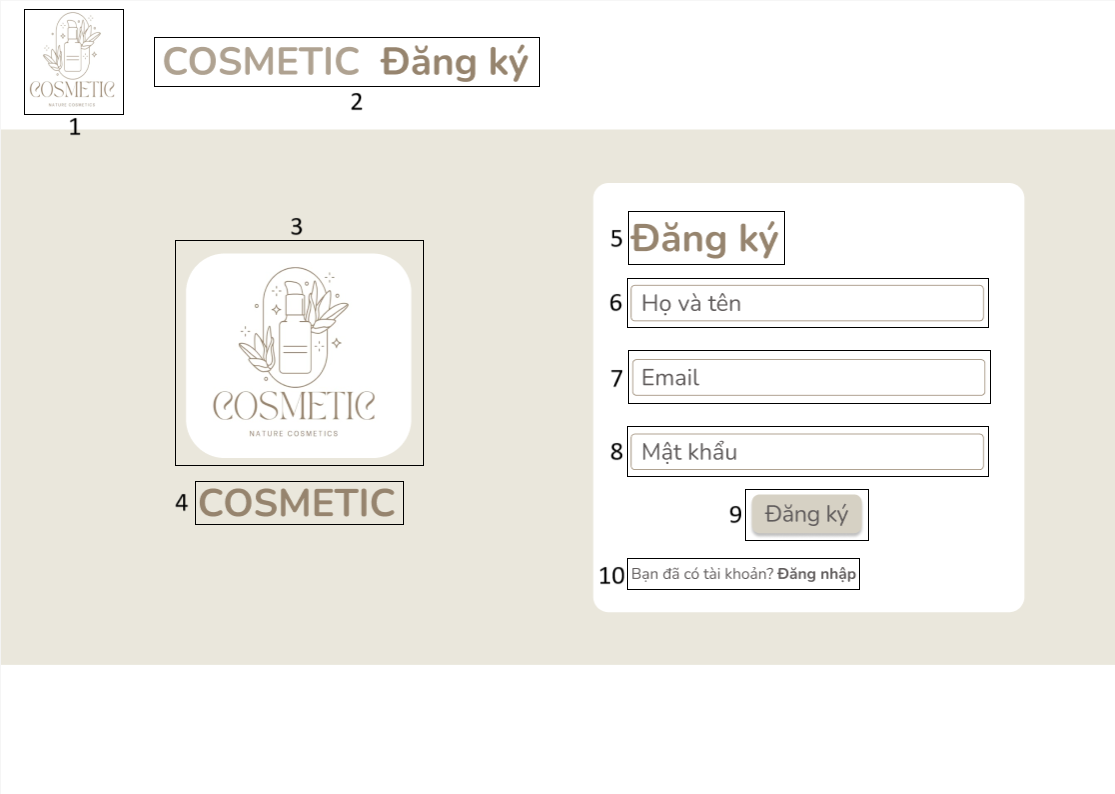 COSMETIC
NATURE COSMETICS
1
COSMETIC Đăng ký
2
3
COSMETIC
NATURE COSMETICS
4 COSMETIC
5 Đăng ký
6 Họ và tên
7 Email
8 Mật khẩu
9 Đăng ký
10 Bạn đã có tài khoản? Đăng nhập